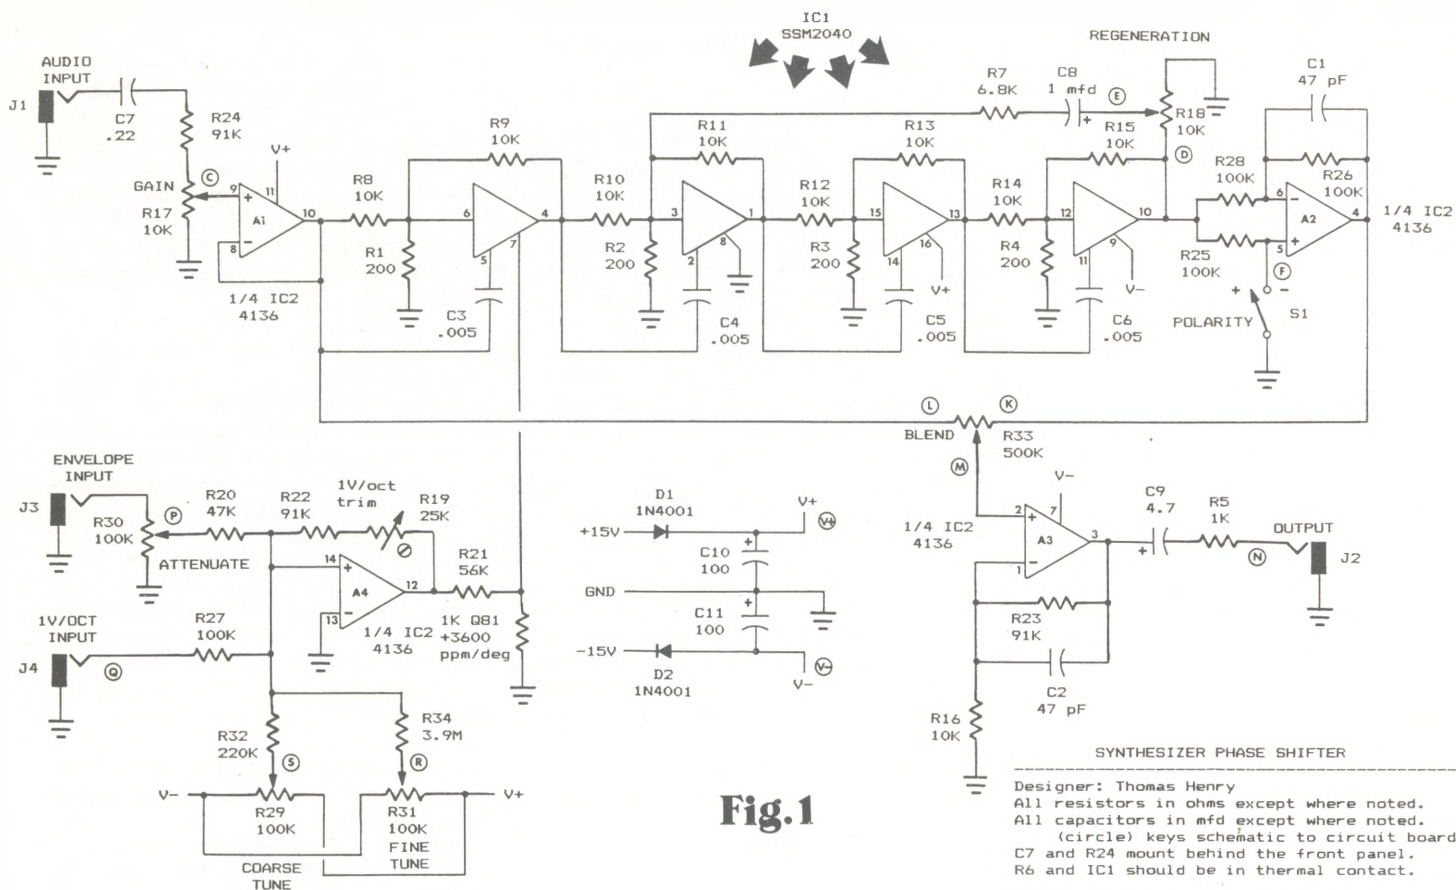 IC1
SSM2040
REGENERATION
AUDIO
INPUT
J1
C7
.22
R24
91K
V+
GAIN
C
R17
10K
9
+
11
A1
10
8
-
1/4 IC2
4136
R8
10K
R9
10K
R1
200
6
4
7
5
C3
.005
R10
10K
R11
10K
R2
200
3
1
8
2
C4
.005
R7
6.8K
C8
1 mfd
+
E
R12
10K
R13
10K
R3
200
15
13
16
14
V+
C5
.005
R14
10K
R15
10K
R4
200
12
10
9
11
V-
C6
.005
R18
10K
D
C1
47 pF
R28
100K
R26
100K
R25
100K
6
-
A2
4
+
5
1/4 IC2
4136
F
+
-
POLARITY
S1
L
K
BLEND
R33
500K
M
ENVELOPE
INPUT
J3
R30
100K
P
ATTENUATE
R20
47K
R22
91K
1V/oct
trim
R19
25K
14
+
A4
12
13
-
1/4 IC2
4136
R21
56K
1K Q81
+3600
ppm/deg
1V/OCT
INPUT
J4
Q
R27
100K
R32
220K
R34
3.9M
S
R
V-
V+
R29
100K
R31
100K
COARSE
TUNE
FINE
TUNE
D1
1N4001
V+
V+
+15V
+
C10
100
GND
+
C11
100
-15V
D2
1N4001
V-
V-
V-
2
+
7
A3
3
1
-
1/4 IC2
4136
C9
4.7
+
R5
1K
OUTPUT
N
J2
R23
91K
C2
47 pF
R16
10K
Fig.1
SYNTHESIZER PHASE SHIFTER
Designer: Thomas Henry
All resistors in ohms except where noted.
All capacitors in mfd except where noted.
(circle) keys schematic to circuit board
C7 and R24 mount behind the front panel.
R6 and IC1 should be in thermal contact.